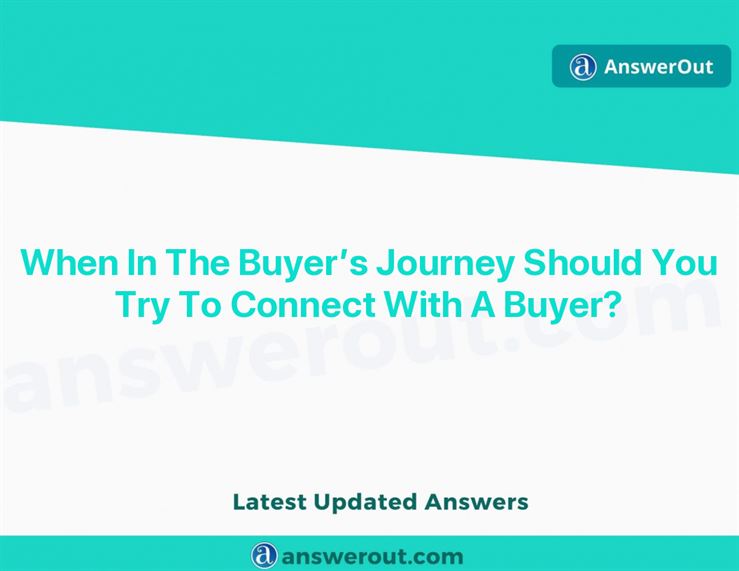 AnswerOut
When In The Buyer’s Journey Should You
Try To Connect With A Buyer?
answerout.com
Latest Updated Answers
answerout.com